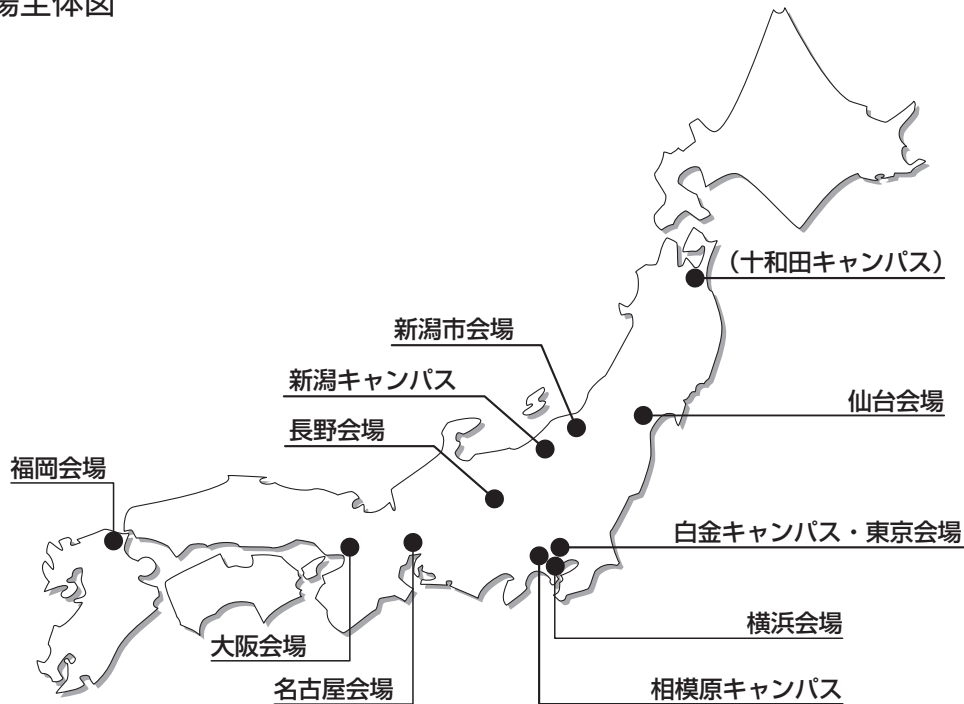 場全体図
（十和田キャンパス）
新潟市会場
新潟キャンパス
仙台会場
長野会場
福岡会場
白金キャンパス・東京会場
横浜会場
大阪会場
名古屋会場
相模原キャンパス